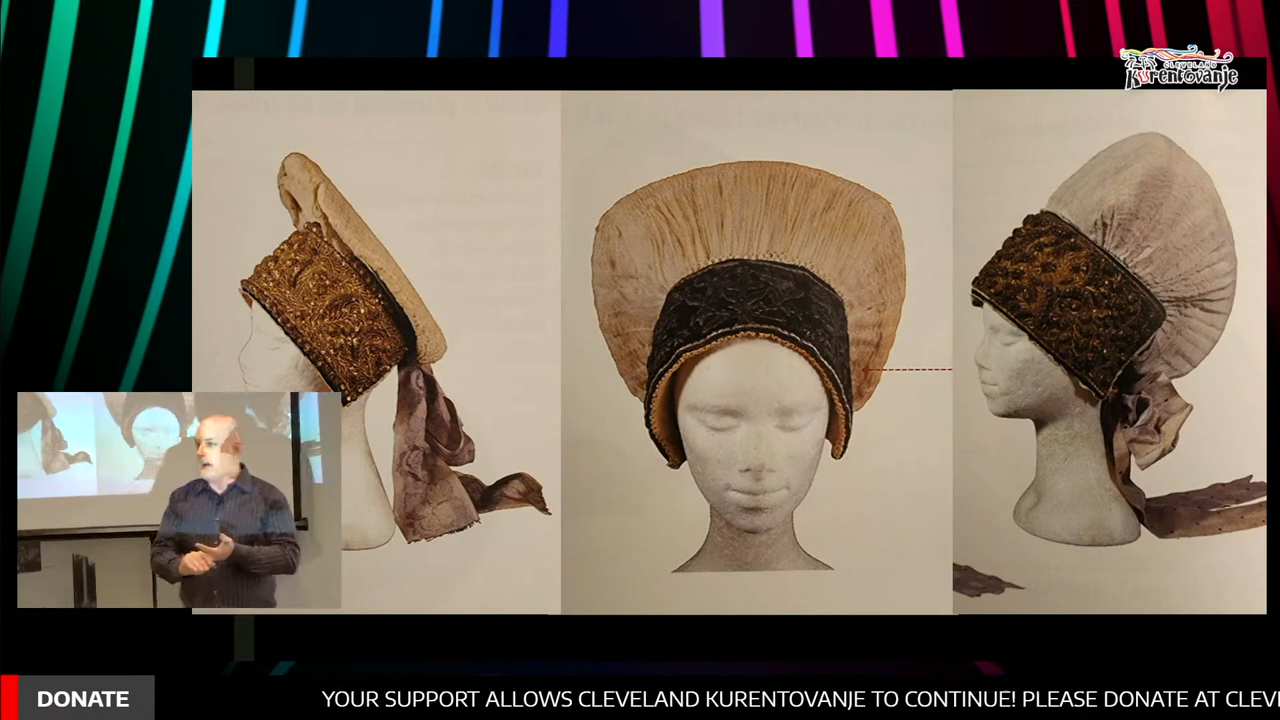 CLEVELAND
Kurentovanje
DONATE
YOUR SUPPORT ALLOWS CLEVELAND KURENTOVANJE TO CONTINUE! PLEASE DONATE AT CLEV